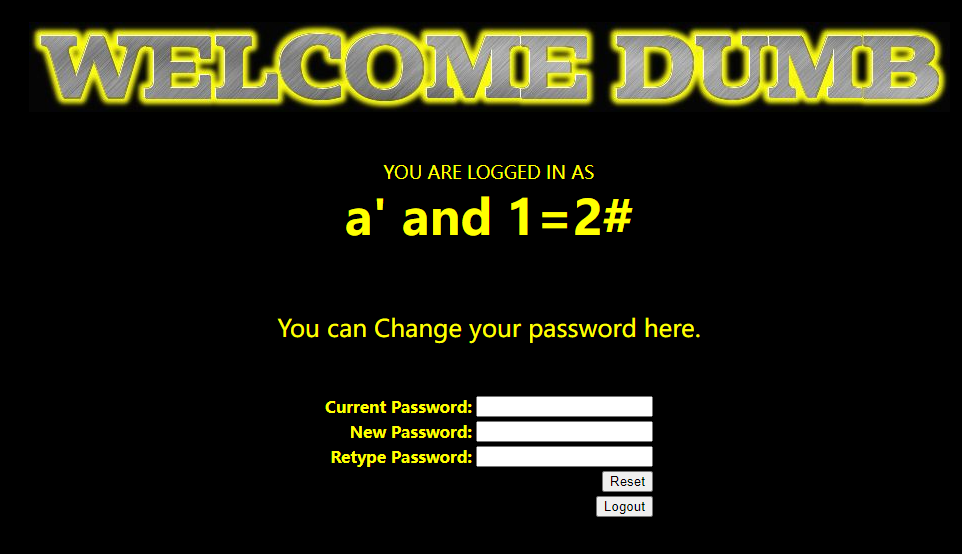 WELCOME DUMB
YOU ARE LOGGED IN AS
a' and 1=2#
You can Change your password here.
Current Password:
New Password:
Retype Password:
Reset
Logout